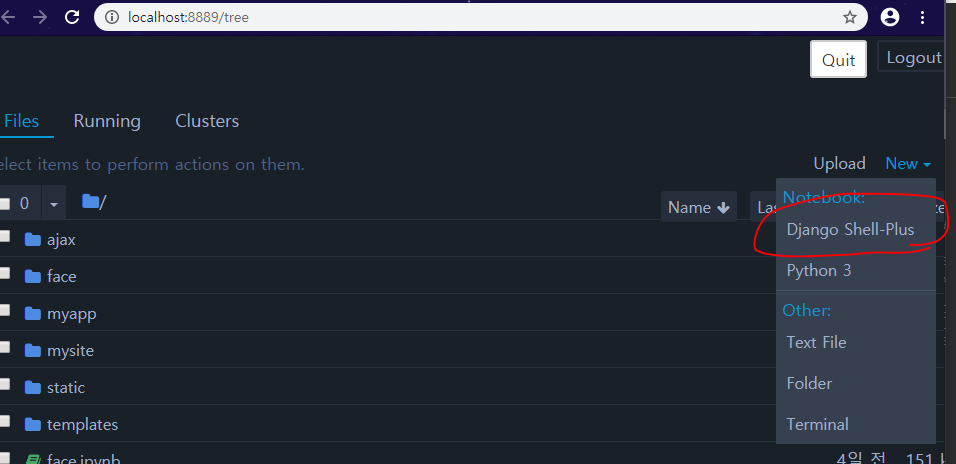 localhost:8889/tree
Quit Logout
Files Running Clusters
elect items to perform actions on them.
Upload New
0 / Name Las ze
Notebook:
Django Shell-Plus
Python 3
Other:
Text File
Folder
Terminal
ajax
face
myapp
mysite
static
templates
face.ipynb 4일 전 151